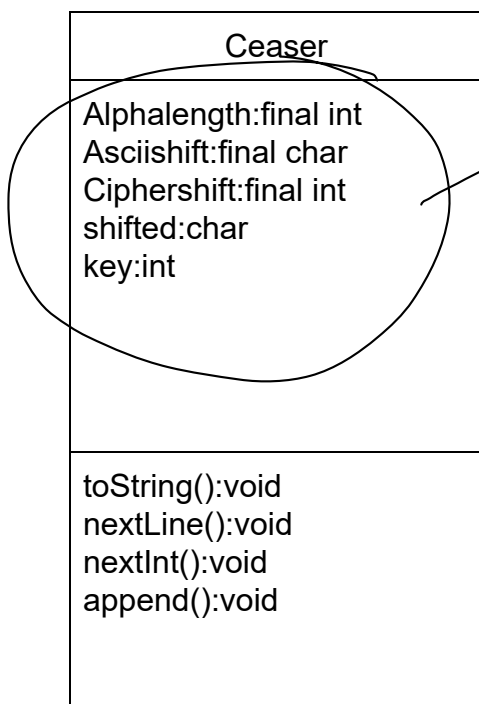 Ceaser
Alphalength:final int
Asciishift:final char
Ciphershift:final int
shifted:char
key:int
toString():void
nextLine():void
nextInt():void
append():void